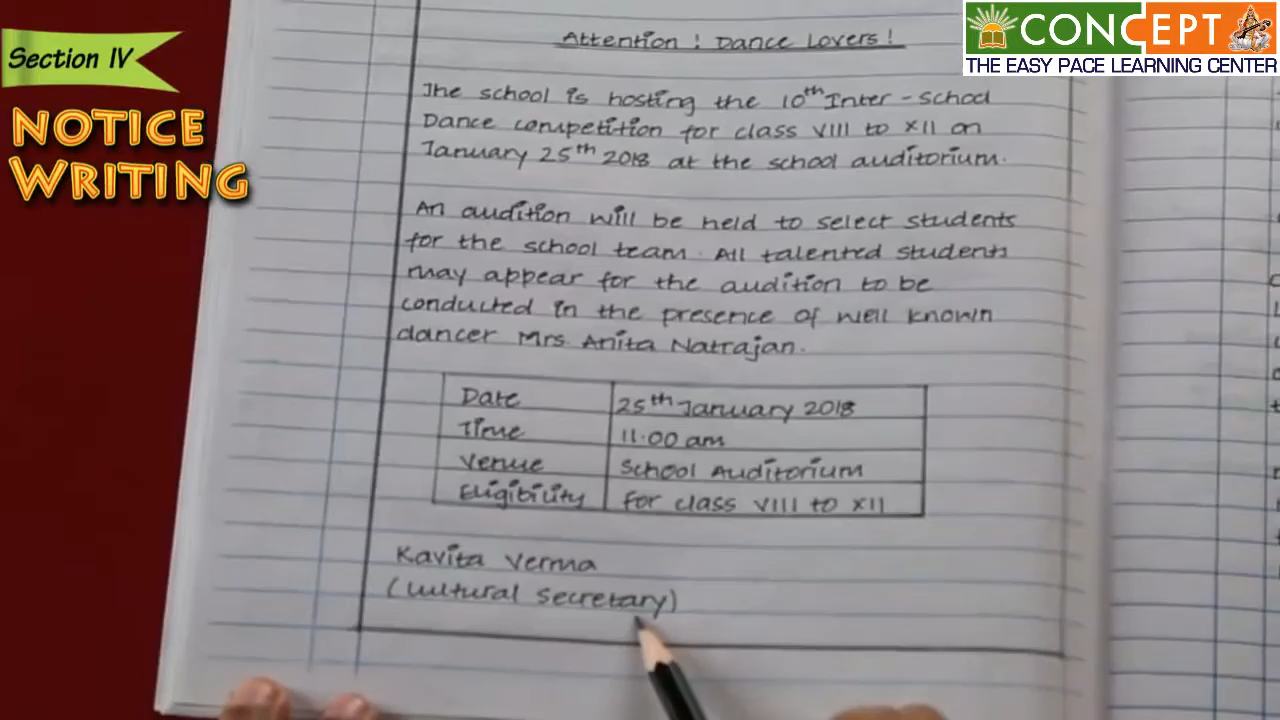 Section IV
NOTICE
WRITING
CONCEPT
THE EASY PACE LEARNING CENTER
Attention! Dance Lovers!
The school is hosting the 10th Inter-School
Dance competition for class VIII to XII on
January 25th 2018 at the school auditorium.
An audition will be held to select students
for the school team. All talented students
may appear for the audition to be
conducted in the presence of well known
dancer Mrs Anita Natrajan.
Date 25th January 2018
Time 11.00 am
Venue School Auditorium
Eligibility for class VIII to XII
Kavita Verma
(Cultural Secretary)